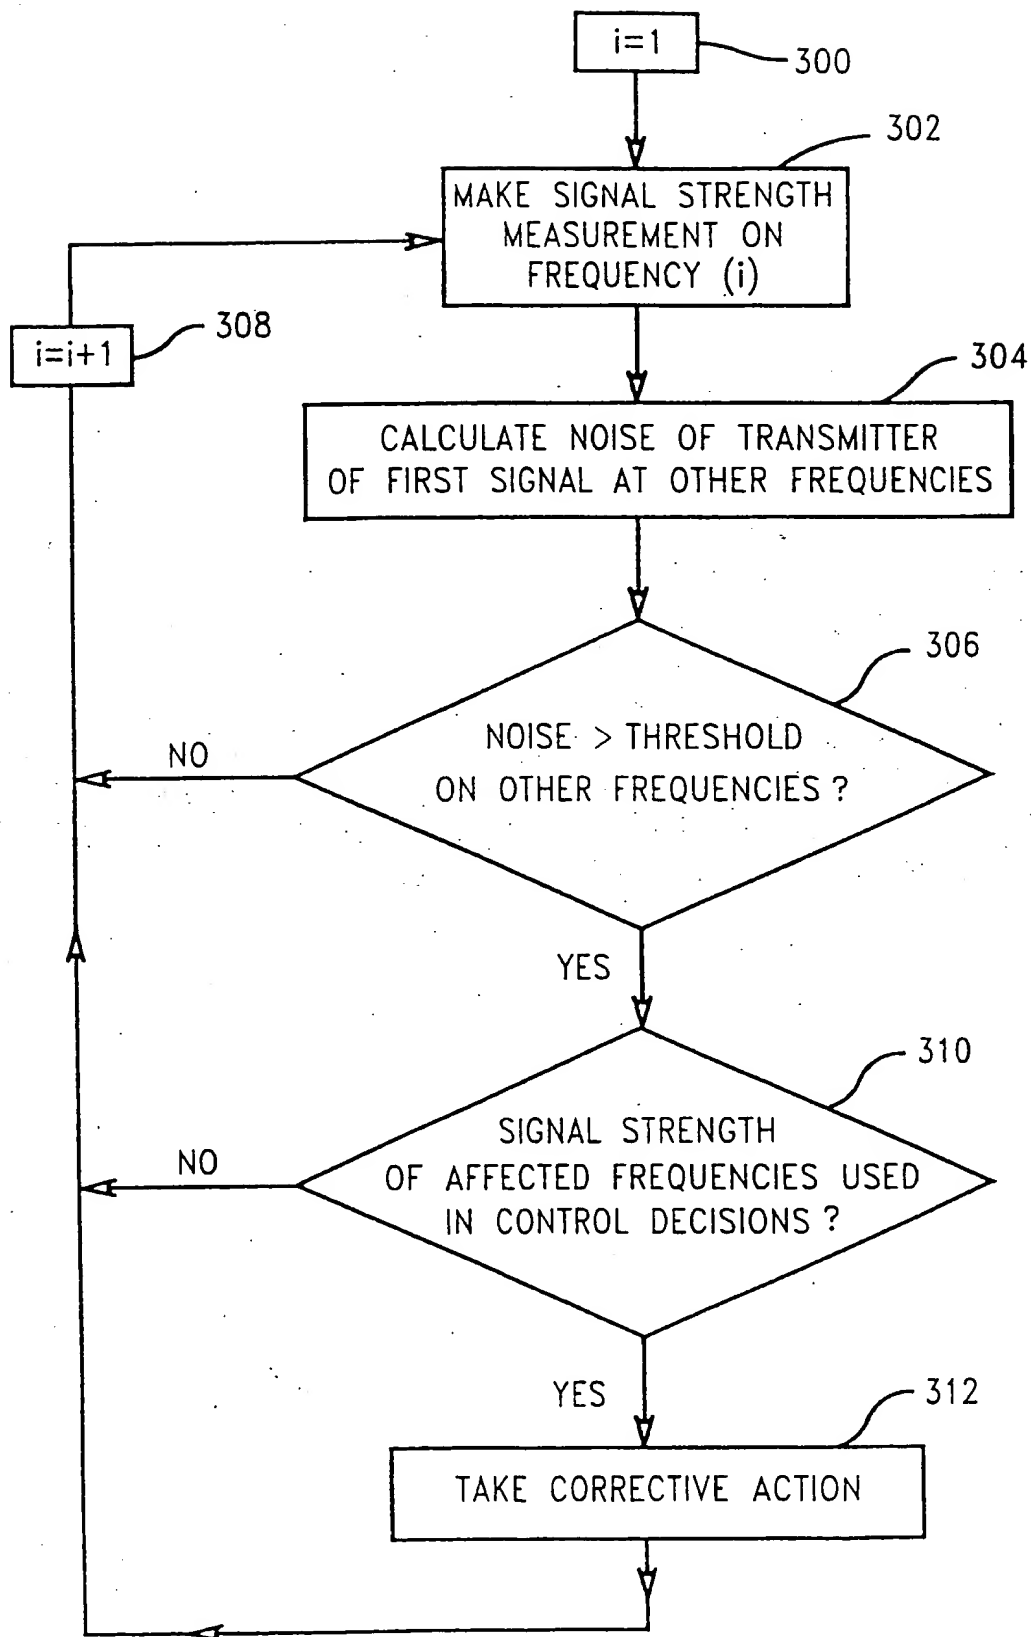 i=1
300
302
MAKE SIGNAL STRENGTH
MEASUREMENT ON
FREQUENCY (i)
308
i=i+1
304
CALCULATE NOISE OF TRANSMITTER
OF FIRST SIGNAL AT OTHER FREQUENCIES
306
NOISE > THRESHOLD
ON OTHER FREQUENCIES ?
NO
YES
310
SIGNAL STRENGTH
OF AFFECTED FREQUENCIES USED
IN CONTROL DECISIONS ?
NO
YES
312
TAKE CORRECTIVE ACTION